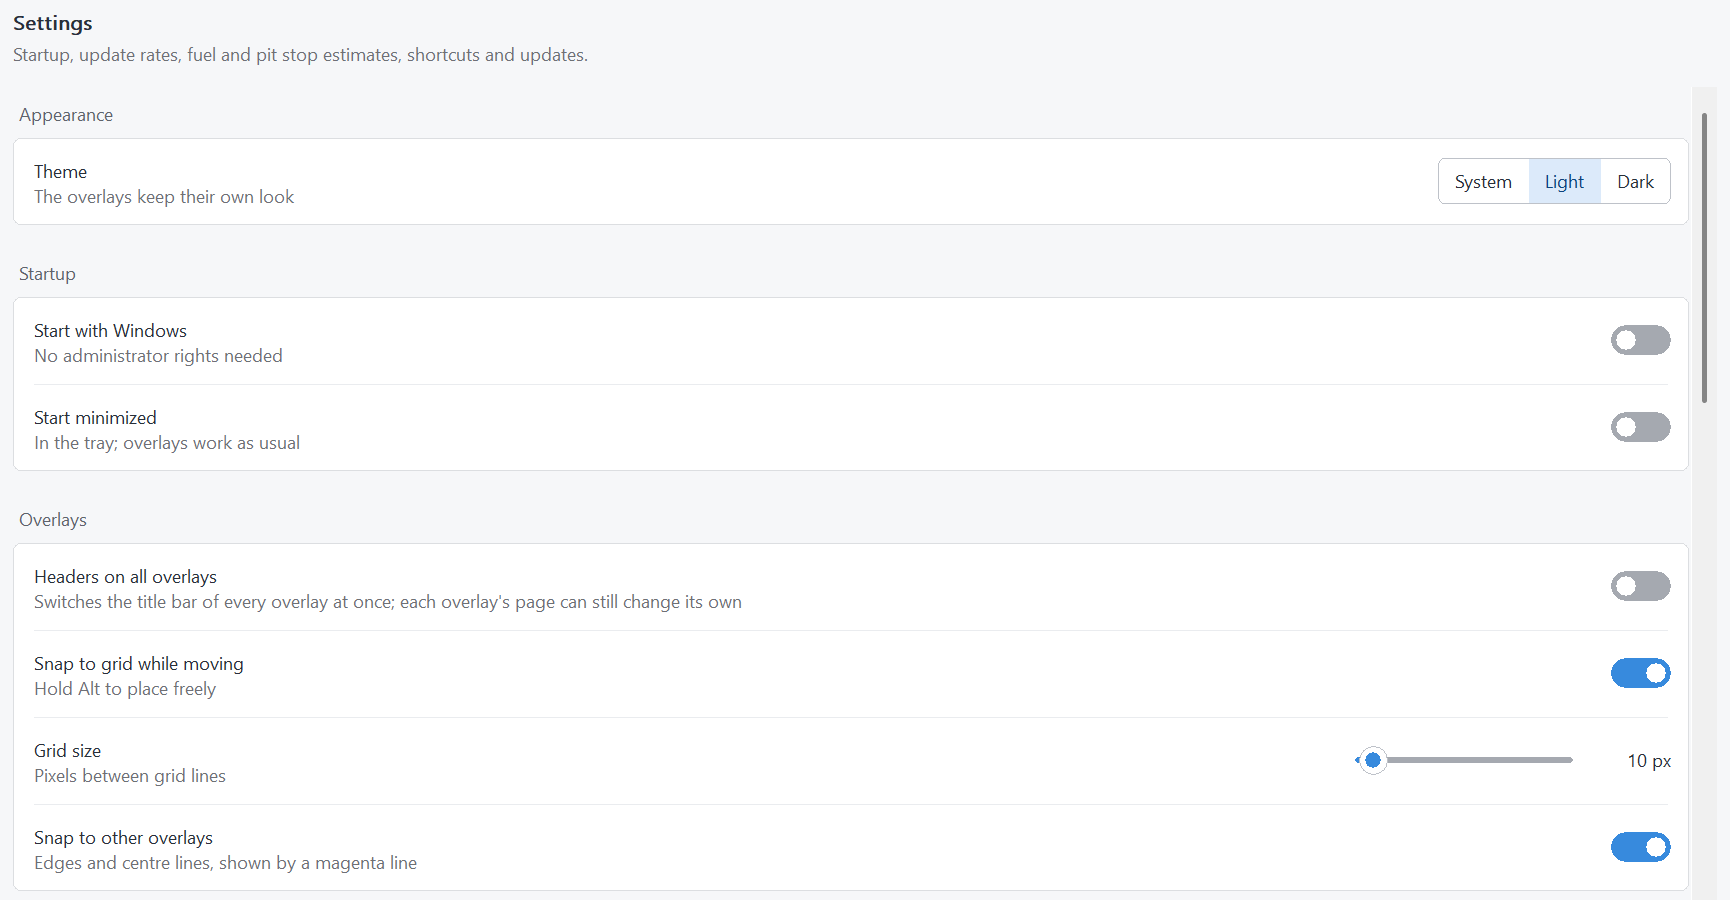 Settings
Startup, update rates, fuel and pit stop estimates, shortcuts and updates.
Appearance
Theme
The overlays keep their own look
System
Light
Dark
Startup
Start with Windows
No administrator rights needed
Start minimized
In the tray; overlays work as usual
Overlays
Headers on all overlays
Switches the title bar of every overlay at once; each overlay's page can still change its own
Snap to grid while moving
Hold Alt to place freely
Grid size
Pixels between grid lines
10 px
Snap to other overlays
Edges and centre lines, shown by a magenta line